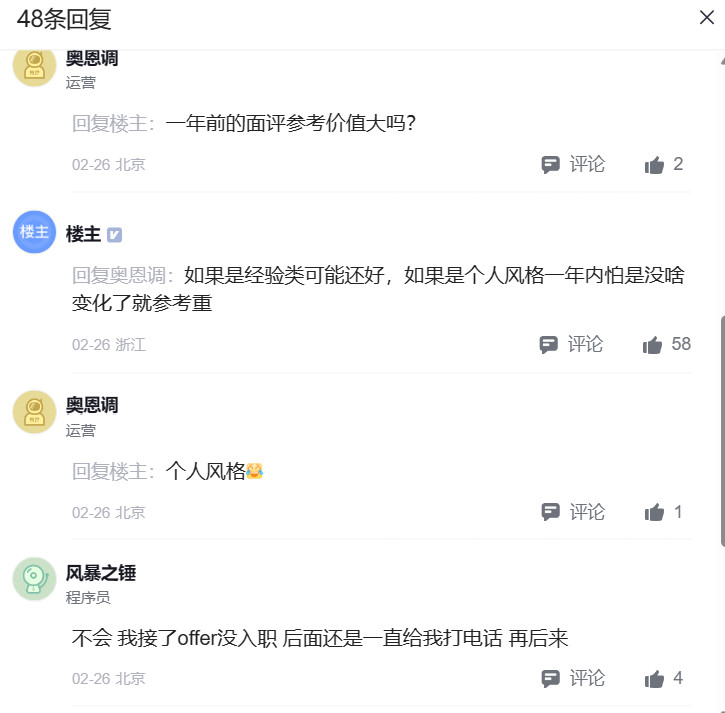 48条回复
奥恩调
运营
回复楼主：一年前的面评参考价值大吗？
02-26 北京
评论
2
楼主
楼主
回复奥恩调：如果是经验类可能还好，如果是个人风格一年内怕是没啥
变化了就参考重
02-26 浙江
评论
58
奥恩调
运营
回复楼主：个人风格😂
02-26 北京
评论
1
风暴之锤
程序员
不会 我接了offer没入职 后面还是一直给我打电话 再后来
02-26 北京
评论
4